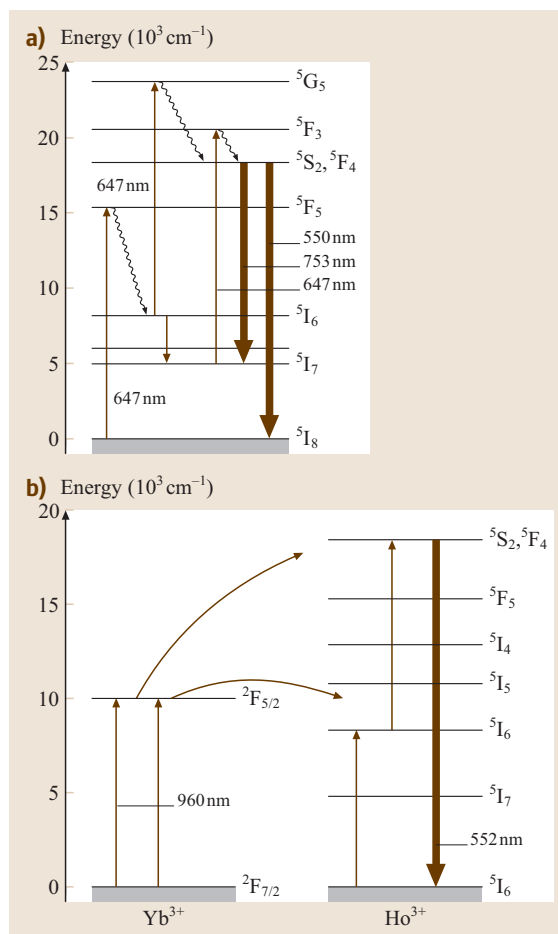 a) Energy (10³ cm⁻¹)
25
⁵G₅
⁵F₃
20
⁵S₂, ⁵F₄
647 nm
⁵F₅
15
550 nm
753 nm
647 nm
10
⁵I₆
5
⁵I₇
647 nm
0
⁵I₈
b) Energy (10³ cm⁻¹)
20
⁵S₂, ⁵F₄
15
⁵F₅
⁵I₄
10
²F₅/₂
⁵I₅
⁵I₆
960 nm
5
⁵I₇
552 nm
0
²F₇/₂
⁵I₆
Yb³⁺
Ho³⁺